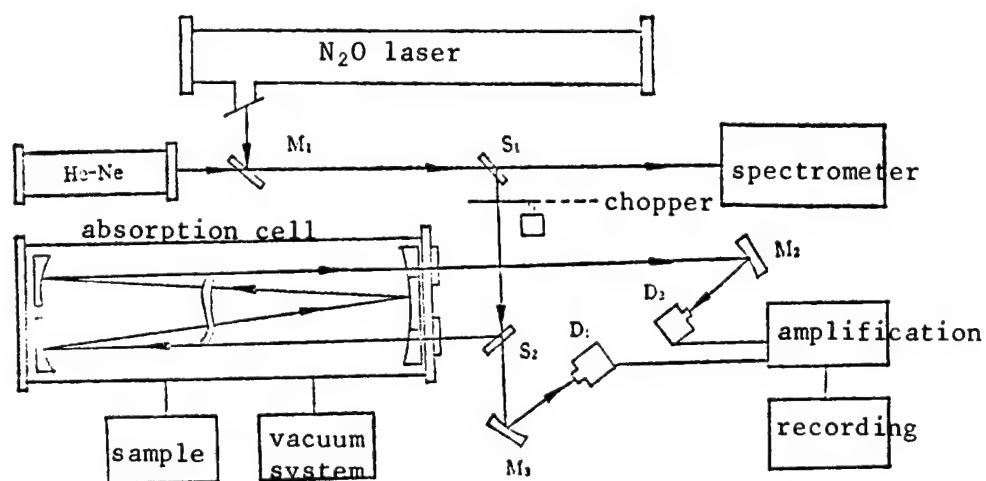 N₂O laser
M₁
S₁
He-Ne
spectrometer
chopper
absorption cell
M₂
D₂
D₁
amplification
S₂
sample
vacuum
system
M₃
recording